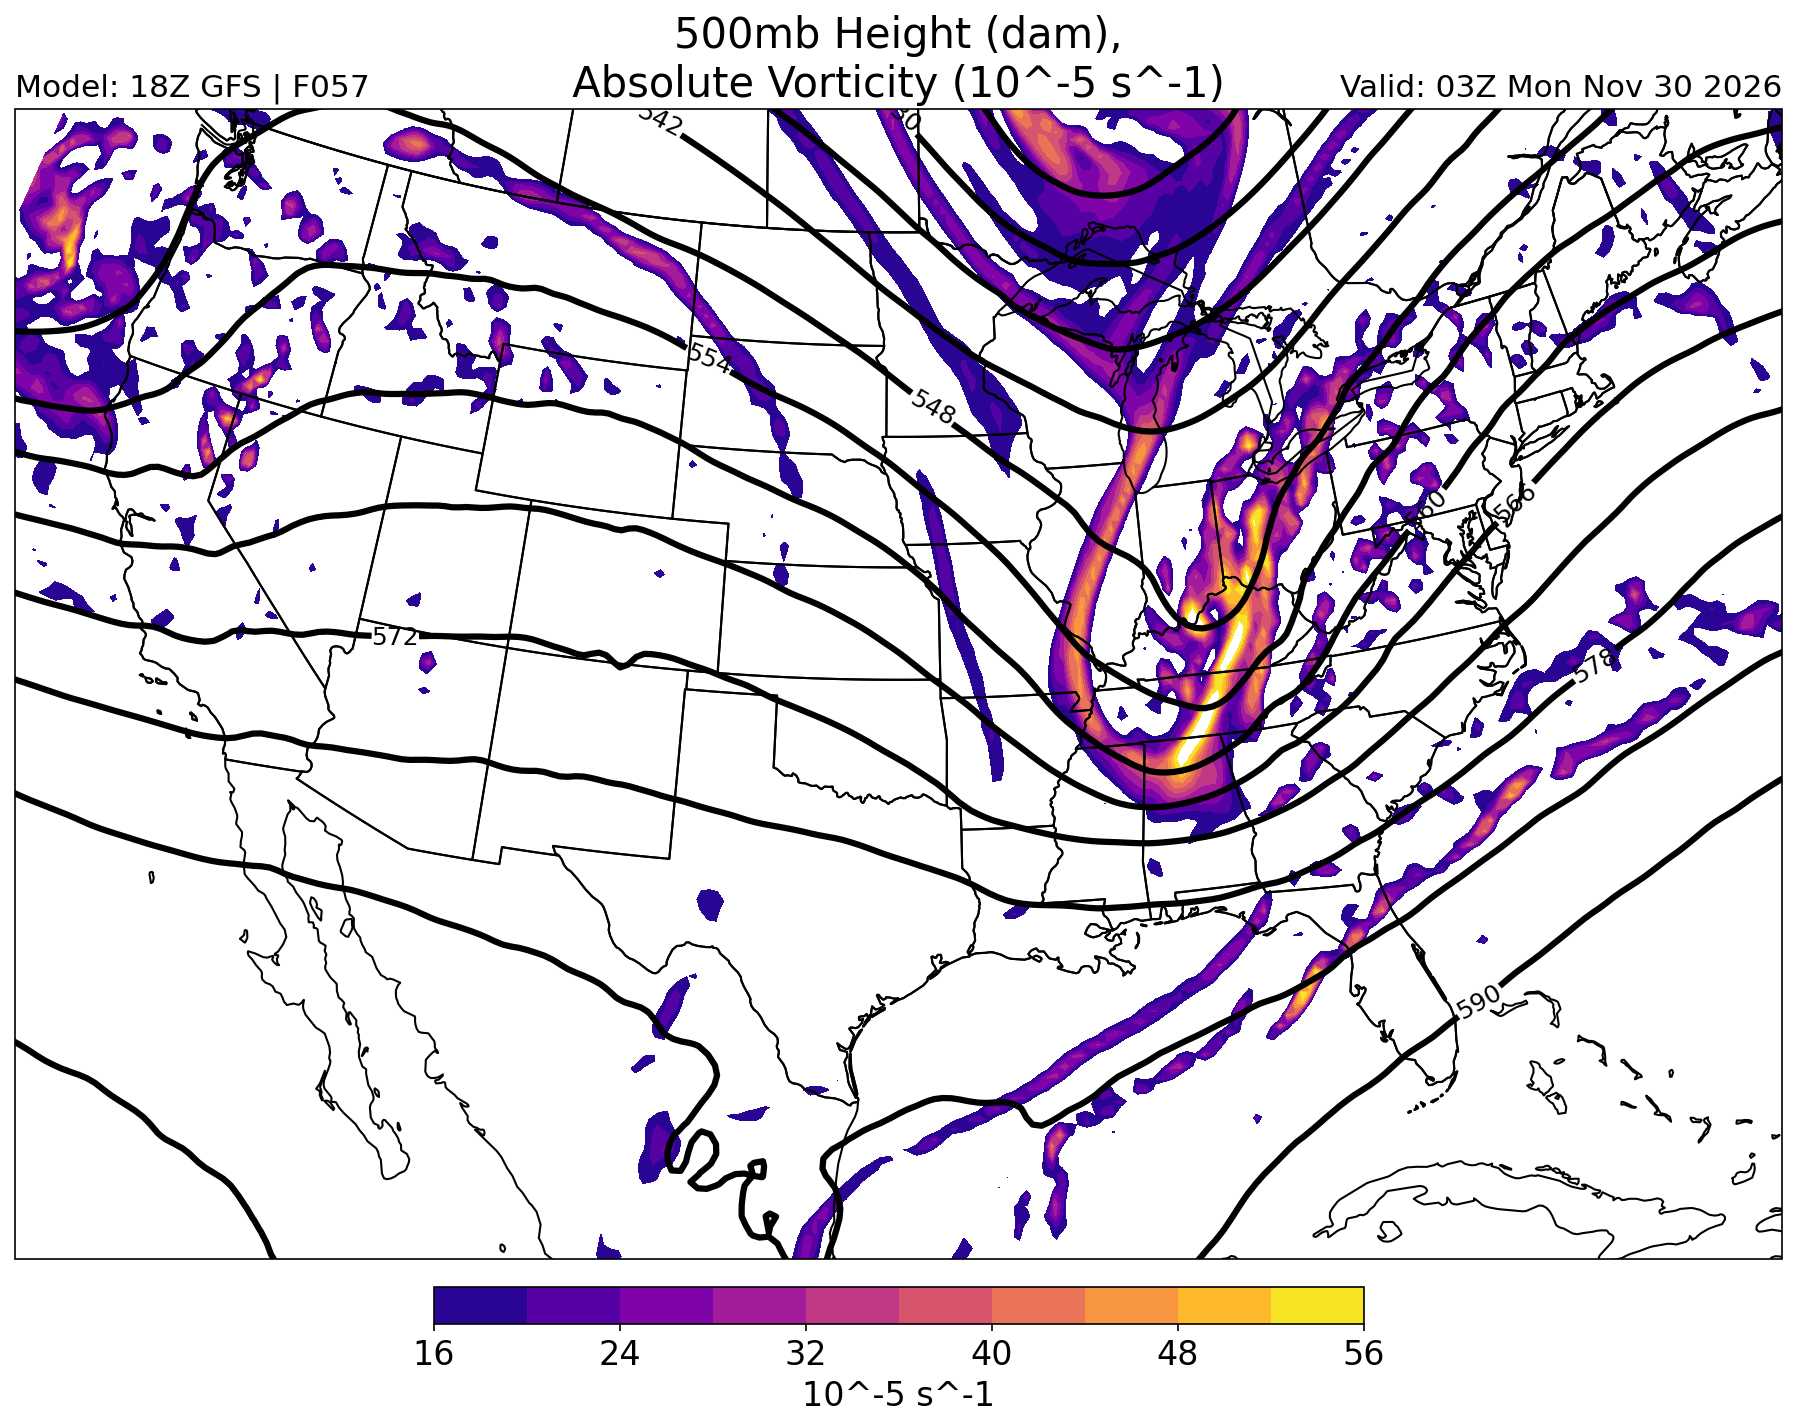 500mb Height (dam),
Model: 18Z GFS | F057
Absolute Vorticity (10^-5 s^-1)
Valid: 03Z Mon Nov 30 2026
542
554
548
560
566
572
578
590
16
24
32
40
48
56
10^-5 s^-1